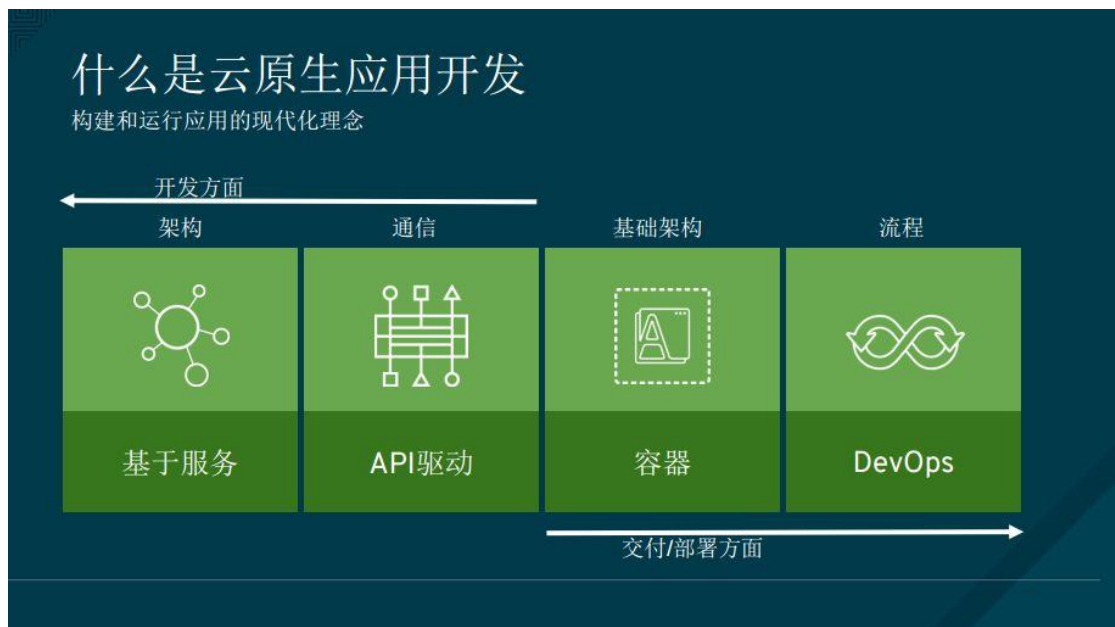 什么是云原生应用开发
构建和运行应用的现代化理念
开发方面
架构
通信
基础架构
流程
A
基于服务
API驱动
容器
DevOps
交付/部署方面